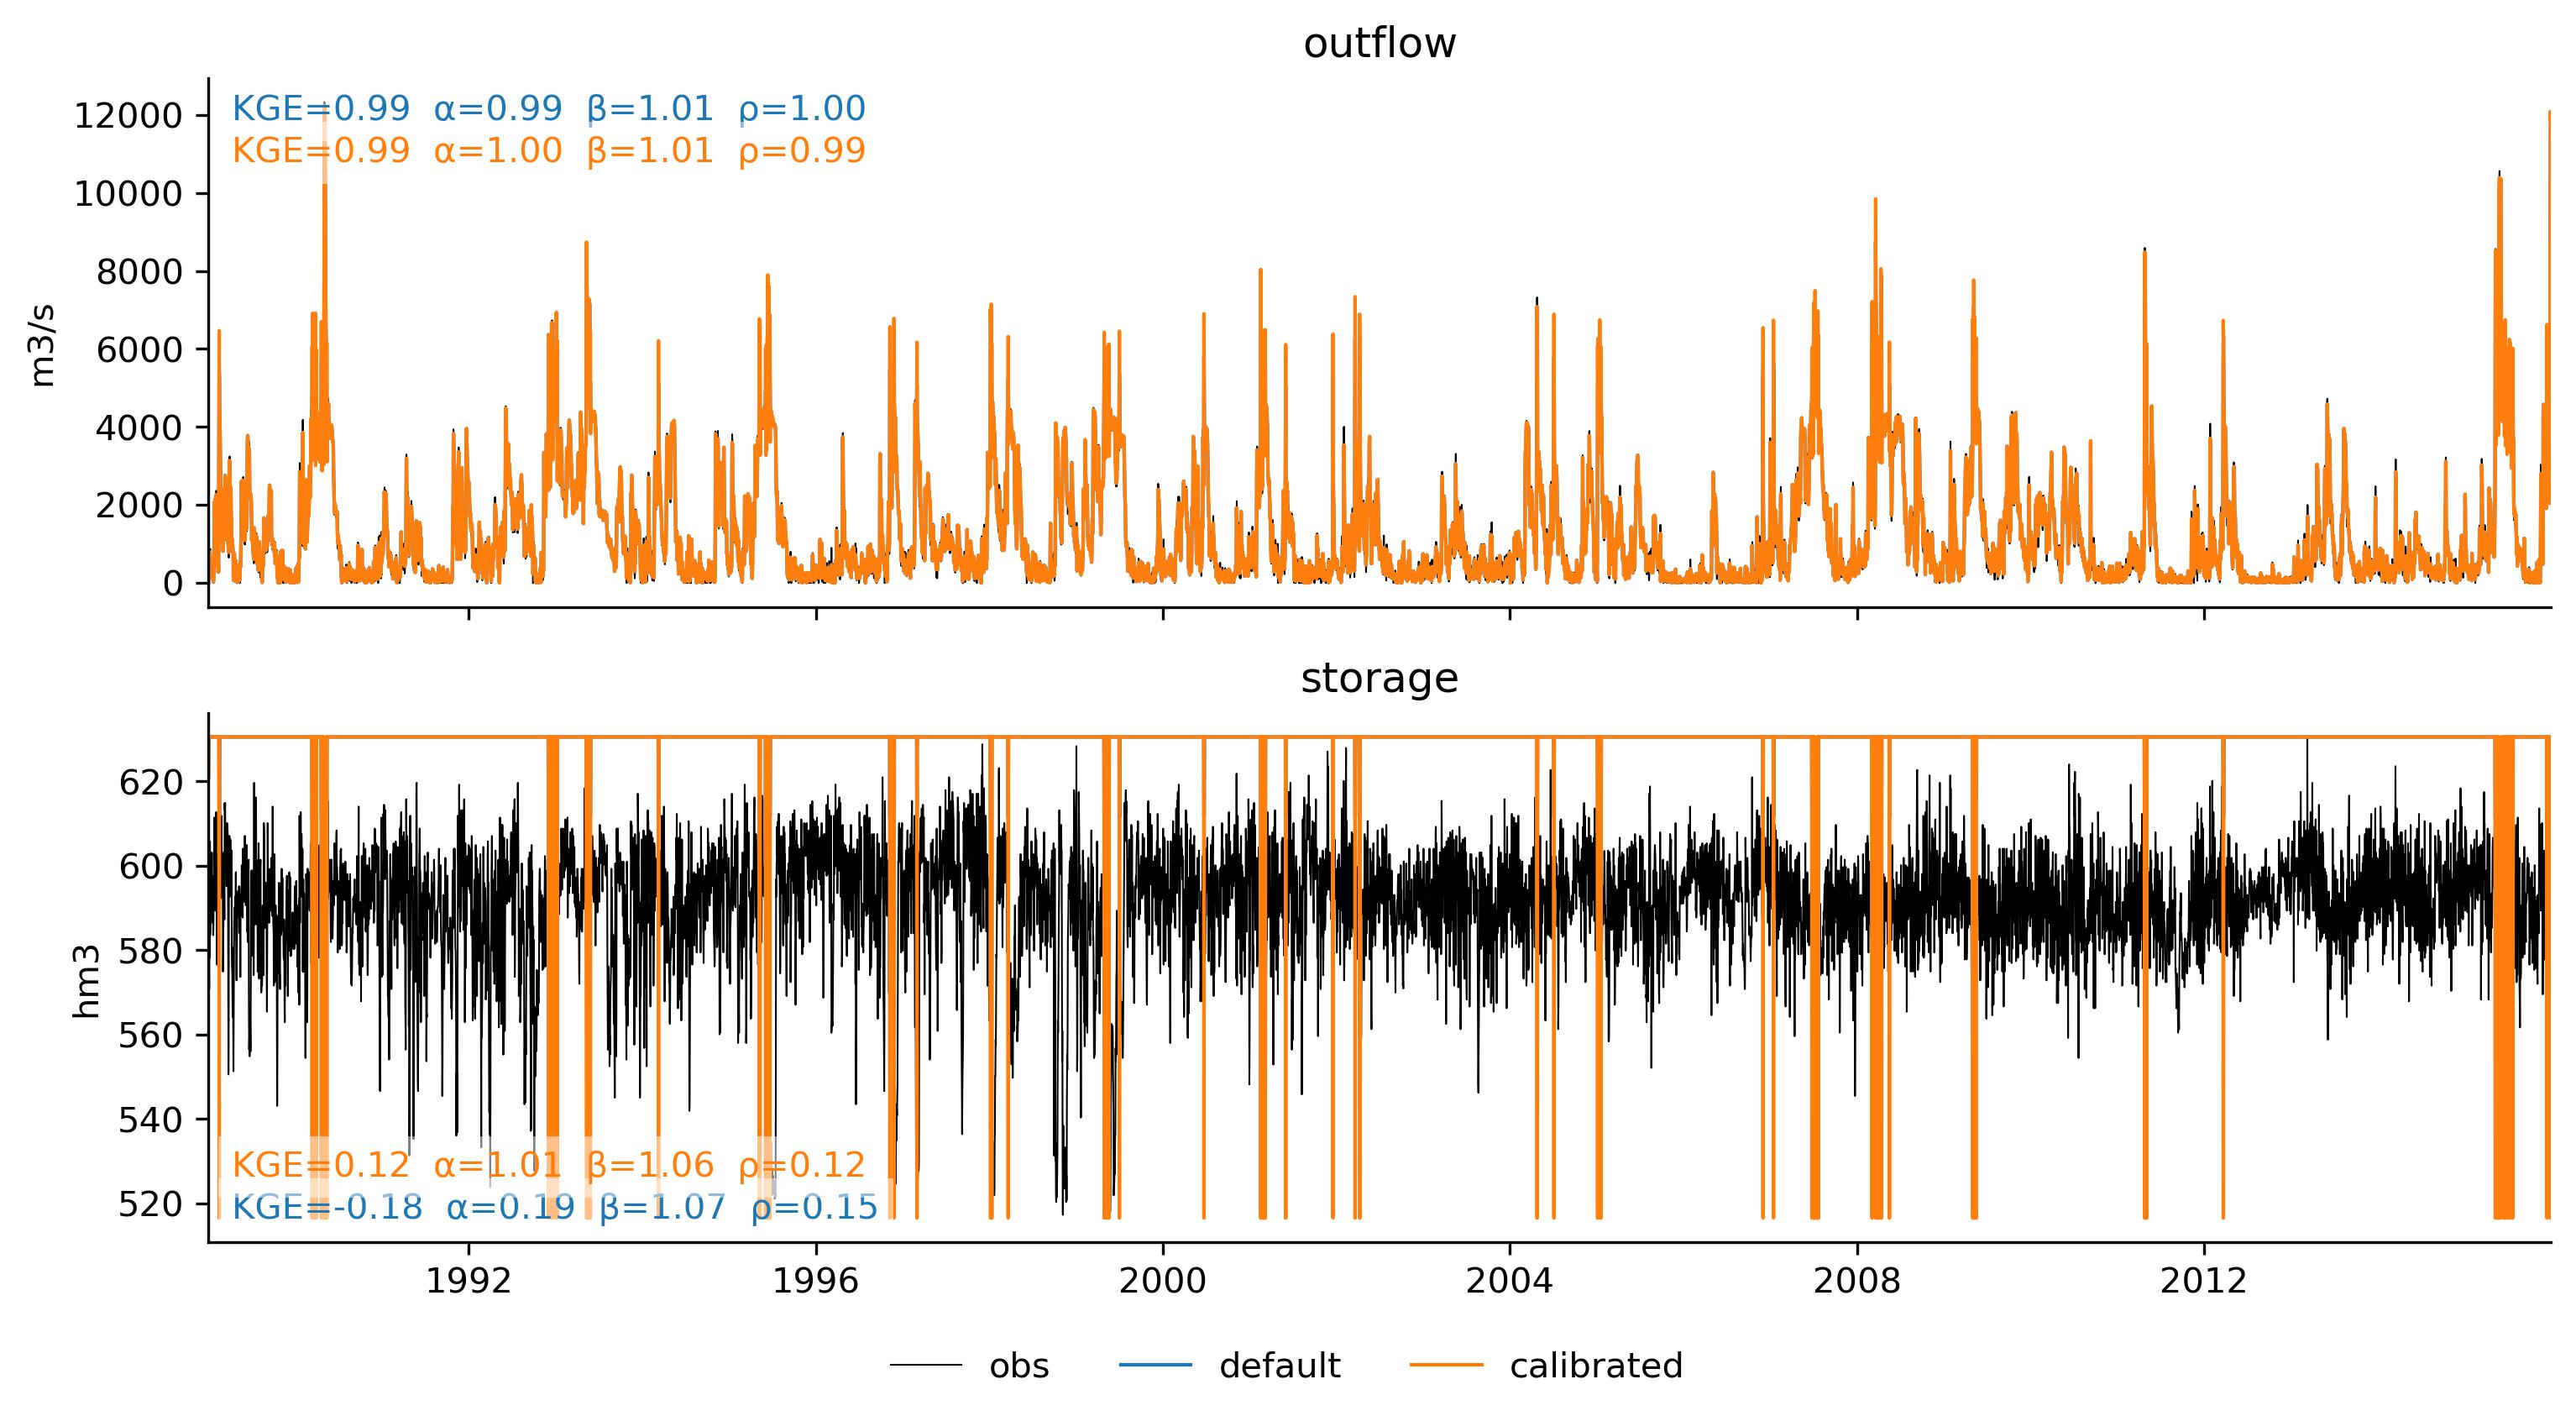 outflow
KGE=0.99 α=0.99 β=1.01 ρ=1.00
KGE=0.99 α=1.00 β=1.01 ρ=0.99
12000
10000
8000
6000
4000
2000
0
m3/s
storage
620
600
580
560
540
520
hm3
KGE=0.12 α=1.01 β=1.06 ρ=0.12
KGE=-0.18 α=0.19 β=1.07 ρ=0.15
1992 1996 2000 2004 2008 2012
obs default calibrated